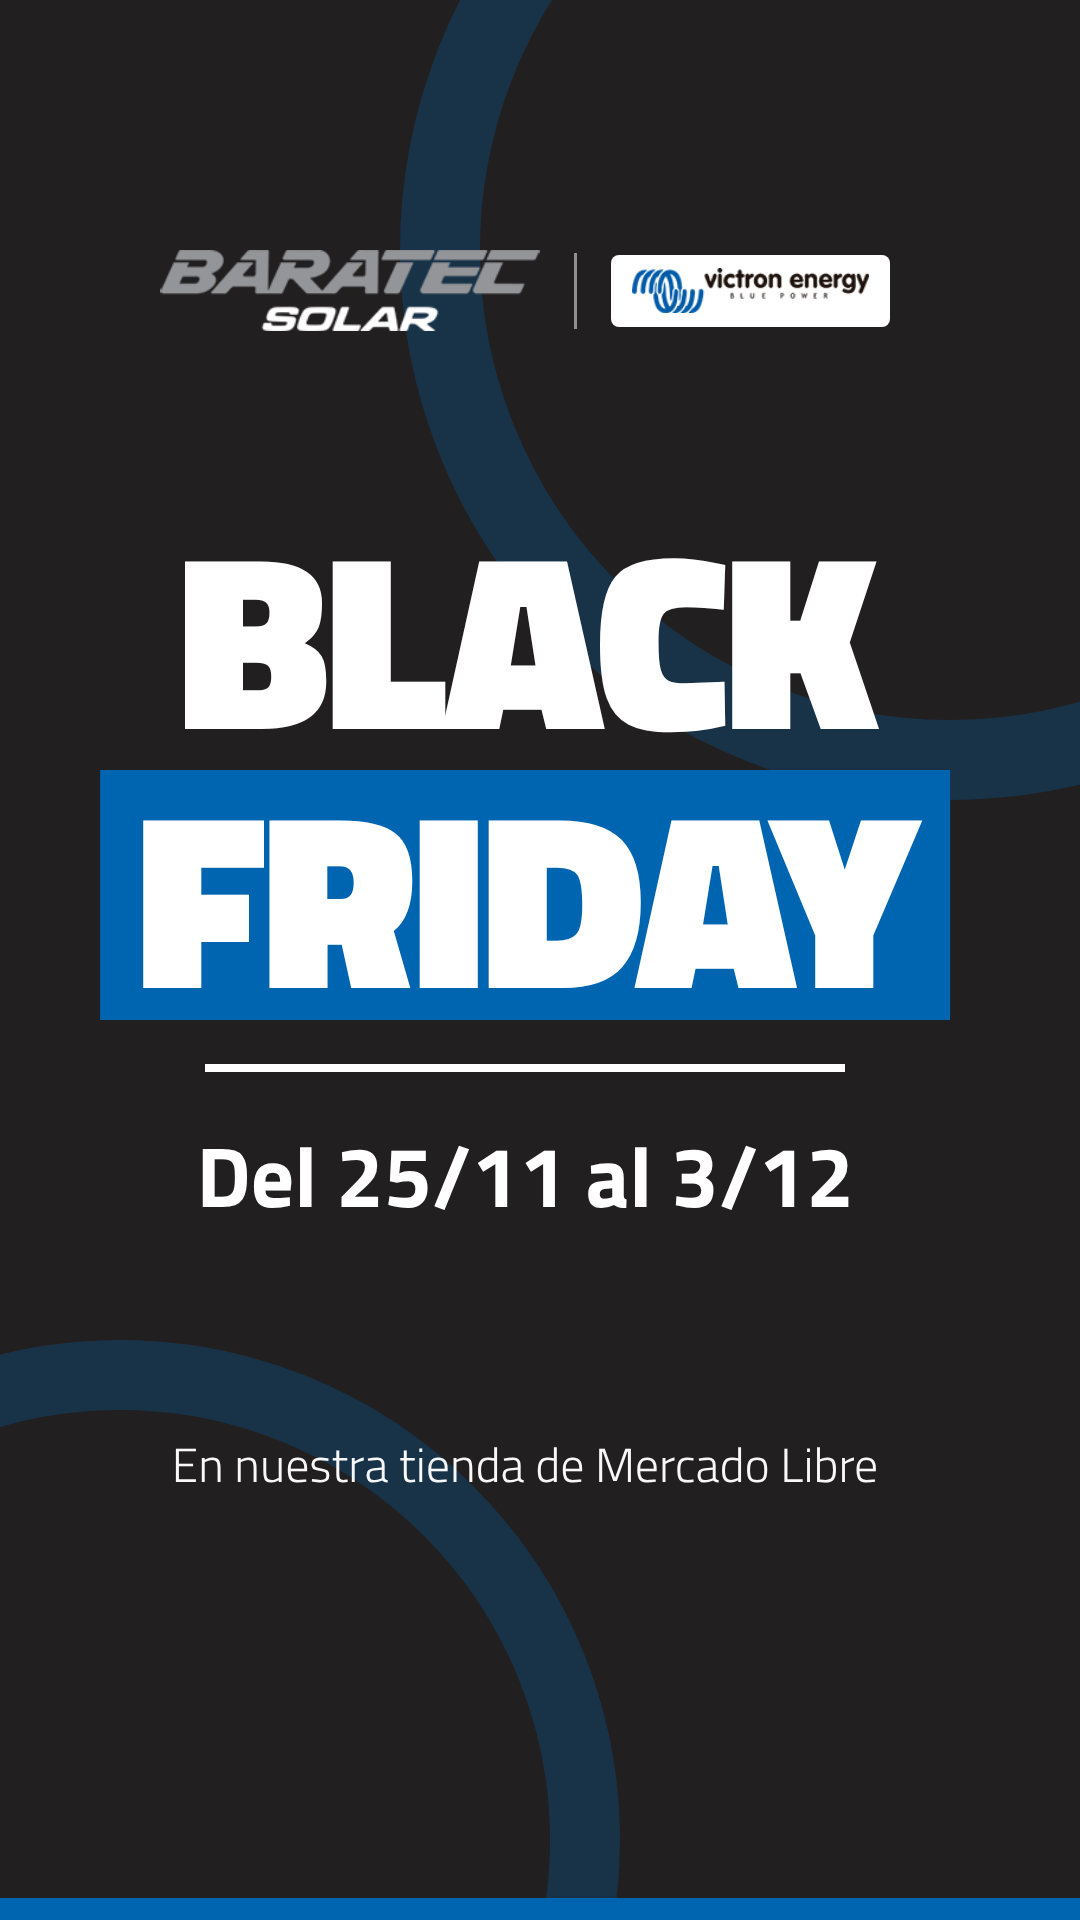 BARATEC
SOLAR
victron energy
BLUE POWER
BLACK
FRIDAY
Del 25/11 al 3/12
En nuestra tienda de Mercado Libre